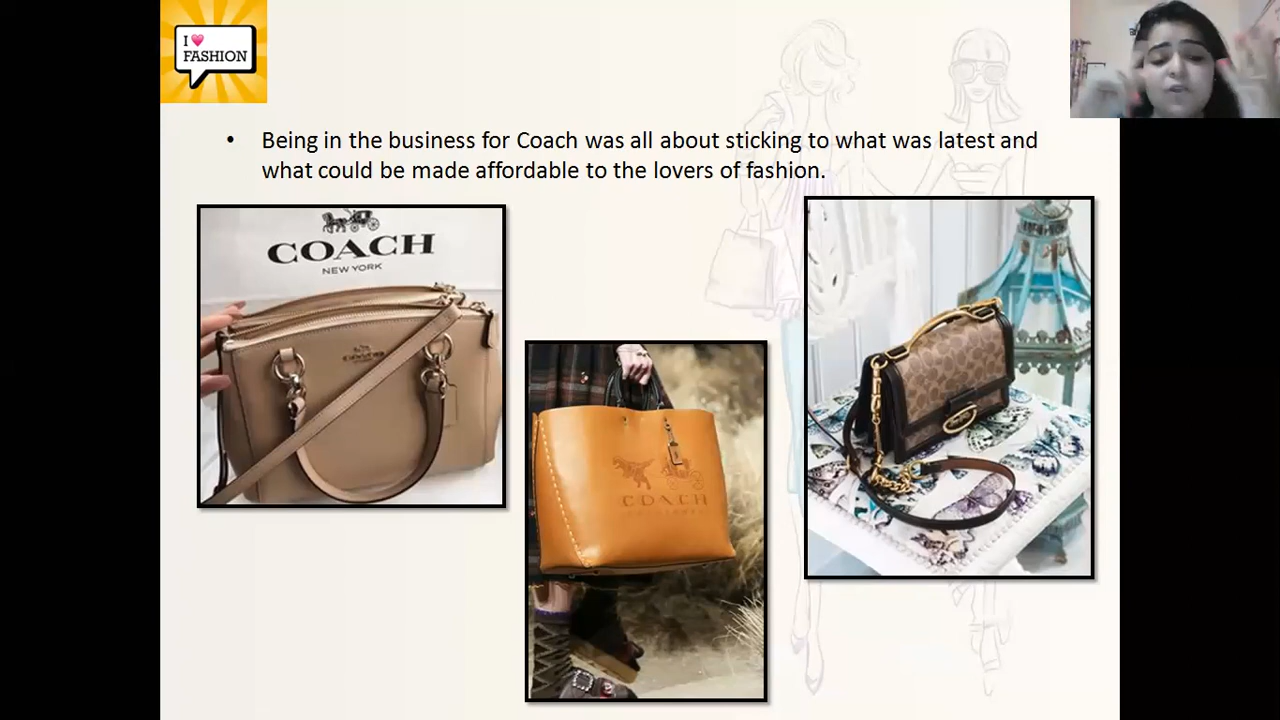 I
FASHION
• Being in the business for Coach was all about sticking to what was latest and
what could be made affordable to the lovers of fashion.
COACH
NEW YORK
COACH
COACH